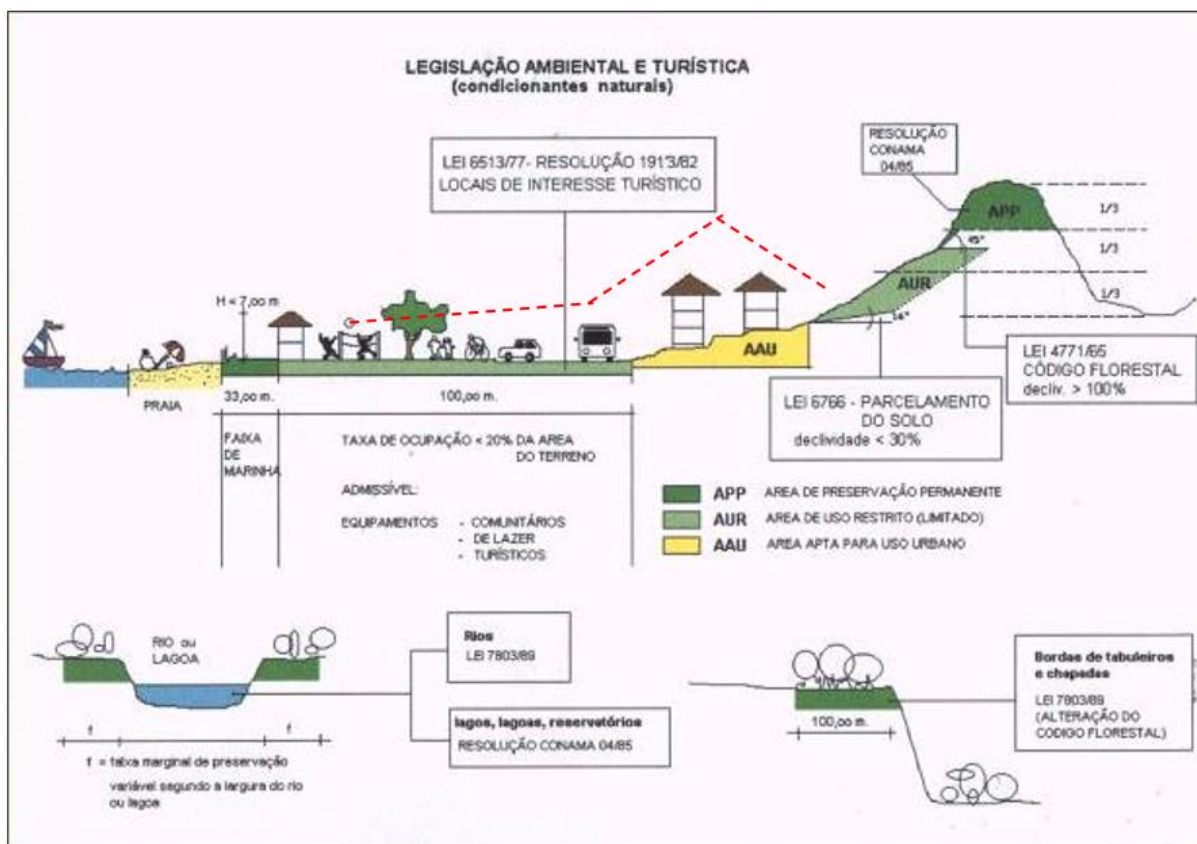 LEGISLAÇÃO AMBIENTAL E TURÍSTICA
(condicionantes naturais)
LEI 6513/77- RESOLUÇÃO 1913/82
LOCAIS DE INTERESSE TURÍSTICO
RESOLUÇÃO
CONAMA
04/85
APP
1/3
1/3
1/3
45°
AUR
H < 7,00 m.
AAU
LEI 4771/65
CÓDIGO FLORESTAL
decliv. > 100%
PRAIA
33,00 m.
100,00 m.
LEI 6766 - PARCELAMENTO
DO SOLO
declividade < 30%
FAIXA
DE
MARINHA
TAXA DE OCUPAÇÃO < 20% DA AREA
DO TERRENO
ADMISSÍVEL:
EQUIPAMENTOS - COMUNITÁRIOS
- DE LAZER
- TURÍSTICOS
APP AREA DE PRESERVAÇÃO PERMANENTE
AUR AREA DE USO RESTRITO (LIMITADO)
AAU AREA APTA PARA USO URBANO
RIO ou
LAGOA
Rios
LEI 7803/89
lagos, lagoas, reservatórios
RESOLUÇÃO CONAMA 04/85
f
f
f = faixa marginal de preservação
variável segundo a largura do rio
ou lagoa
100,00 m.
Bordas de tabuleiros
e chapadas
LEI 7803/89
(ALTERAÇÃO DO
CODIGO FLORESTAL)